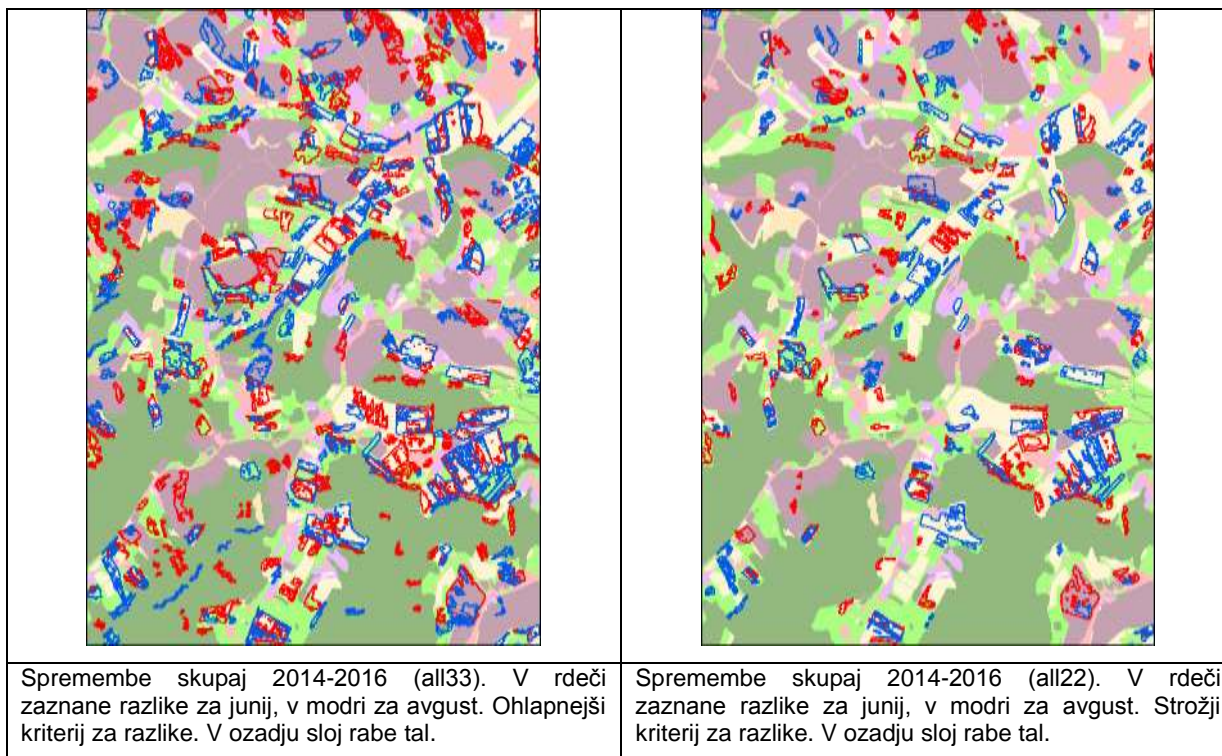 Spremembe skupaj 2014-2016 (all33). V rdeči
zaznane razlike za junij, v modri za avgust. Ohlapnejši
kriterij za razlike. V ozadju sloj rabe tal.
Spremembe skupaj 2014-2016 (all22). V rdeči
zaznane razlike za junij, v modri za avgust. Strožji
kriterij za razlike. V ozadju sloj rabe tal.